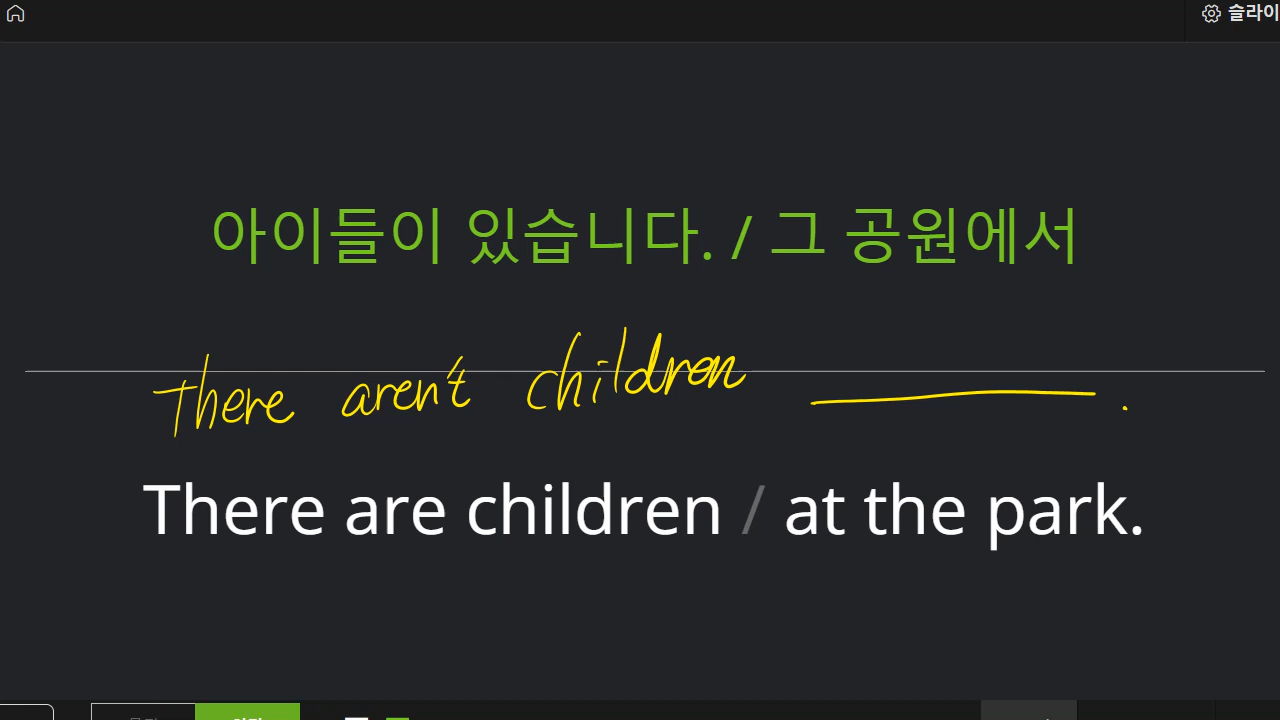 슬라이
아이들이 있습니다. / 그 공원에서
There aren't children ________.
There are children / at the park.